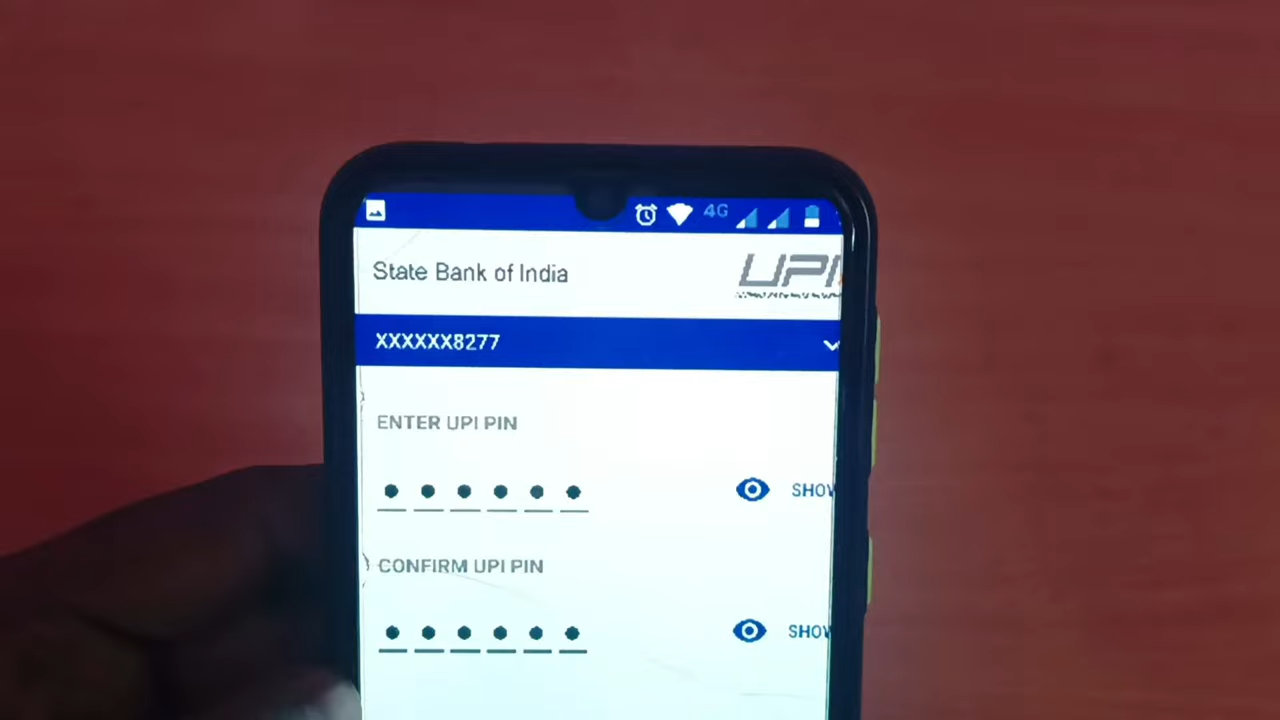 4G
State Bank of India
UPI
XXXXXX8277
ENTER UPI PIN
SHOW
CONFIRM UPI PIN
SHOW